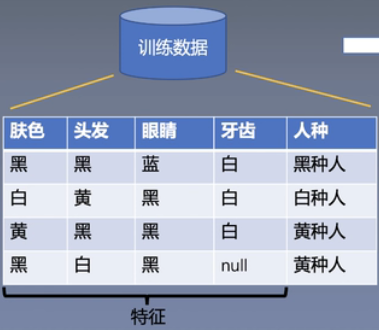 训练数据
肤色 头发 眼睛 牙齿 人种
黑 黑 蓝 白 黑种人
白 黄 黑 白 白种人
黄 黑 黑 白 黄种人
黑 白 黑 null 黄种人
特征